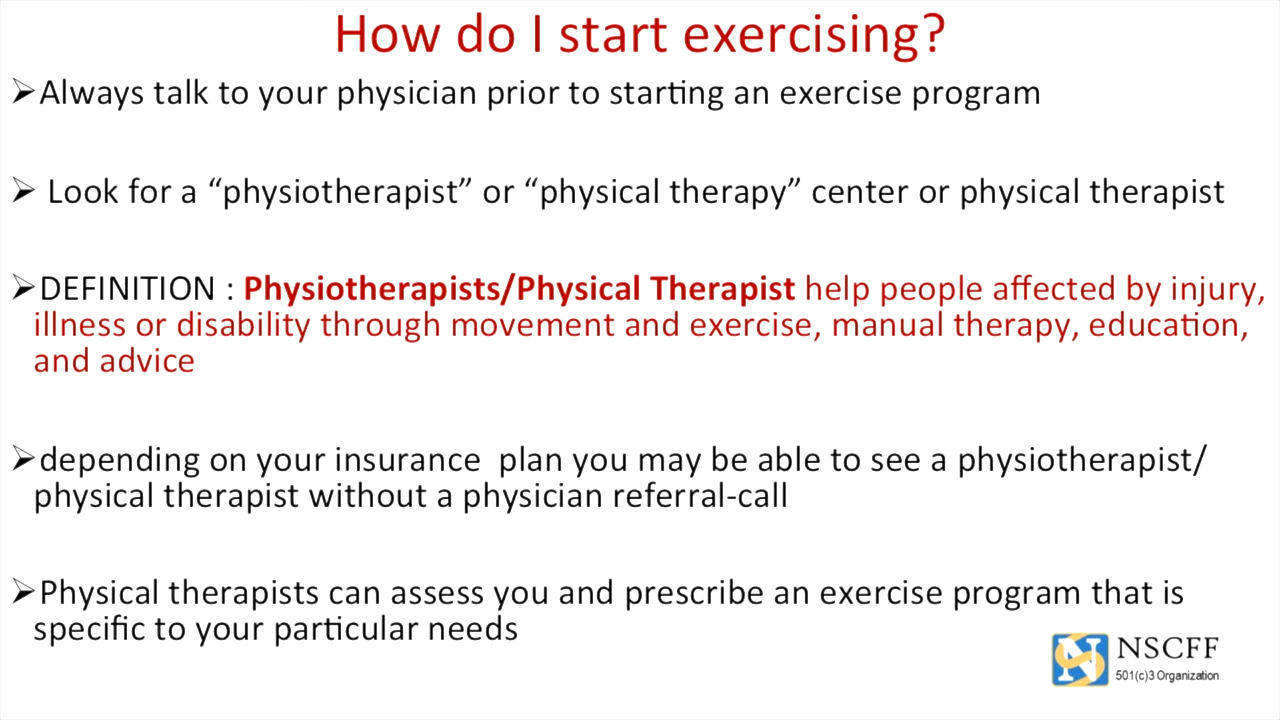 How do I start exercising?
➢Always talk to your physician prior to starting an exercise program
➢ Look for a “physiotherapist” or “physical therapy” center or physical therapist
➢DEFINITION : Physiotherapists/Physical Therapist help people affected by injury,
illness or disability through movement and exercise, manual therapy, education,
and advice
➢depending on your insurance  plan you may be able to see a physiotherapist/
physical therapist without a physician referral-call
➢Physical therapists can assess you and prescribe an exercise program that is
specific to your particular needs
NSCFF
501(c)3 Organization